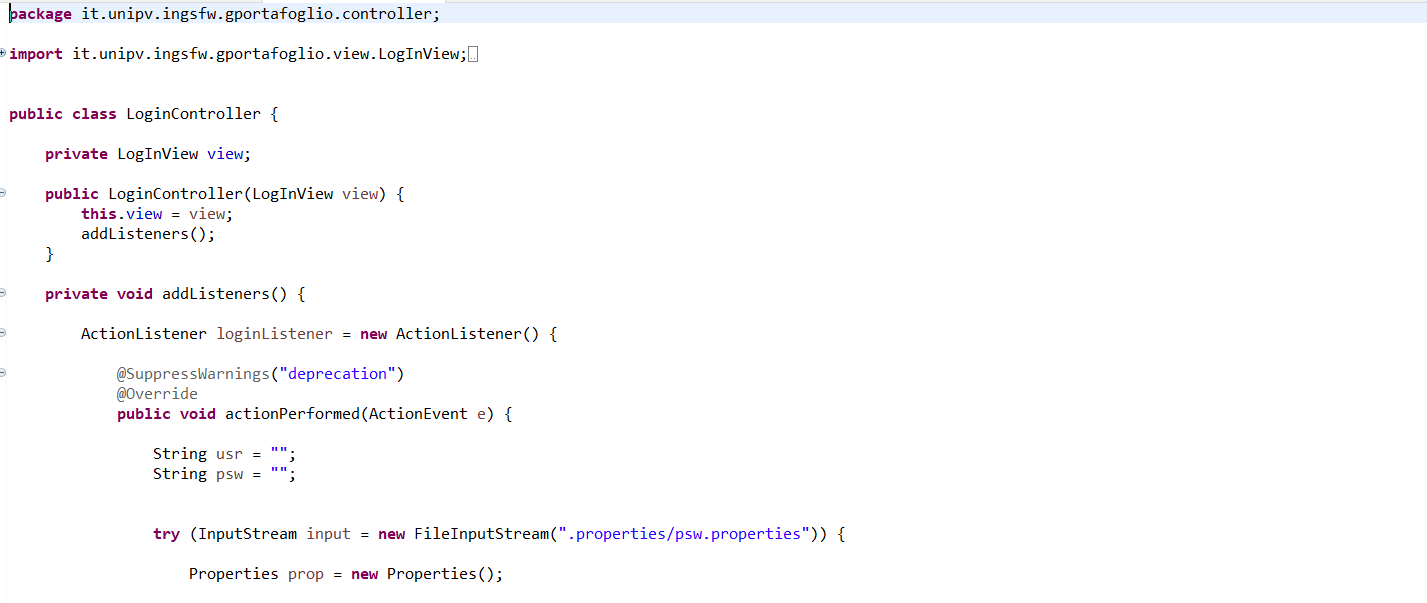 package it.unipv.ingsfw.gportafoglio.controller;
import it.unipv.ingsfw.gportafoglio.view.LogInView;
public class LoginController {
private LogInView view;
public LoginController(LogInView view) {
this.view = view;
addListeners();
}
private void addListeners() {
ActionListener loginListener = new ActionListener() {
@SuppressWarnings("deprecation")
@Override
public void actionPerformed(ActionEvent e) {
String usr = "";
String psw = "";
try (InputStream input = new FileInputStream(".properties/psw.properties")) {
Properties prop = new Properties();